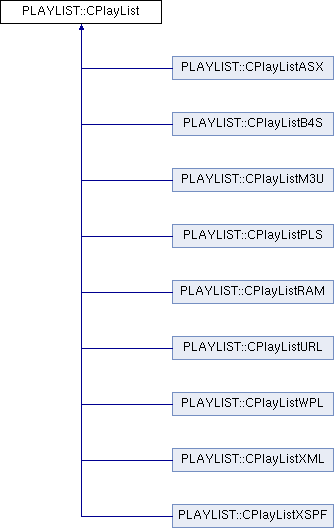 PLAYLIST::CPlayList
PLAYLIST::CPlayListASX
PLAYLIST::CPlayListB4S
PLAYLIST::CPlayListM3U
PLAYLIST::CPlayListPLS
PLAYLIST::CPlayListRAM
PLAYLIST::CPlayListURL
PLAYLIST::CPlayListWPL
PLAYLIST::CPlayListXML
PLAYLIST::CPlayListXSPF